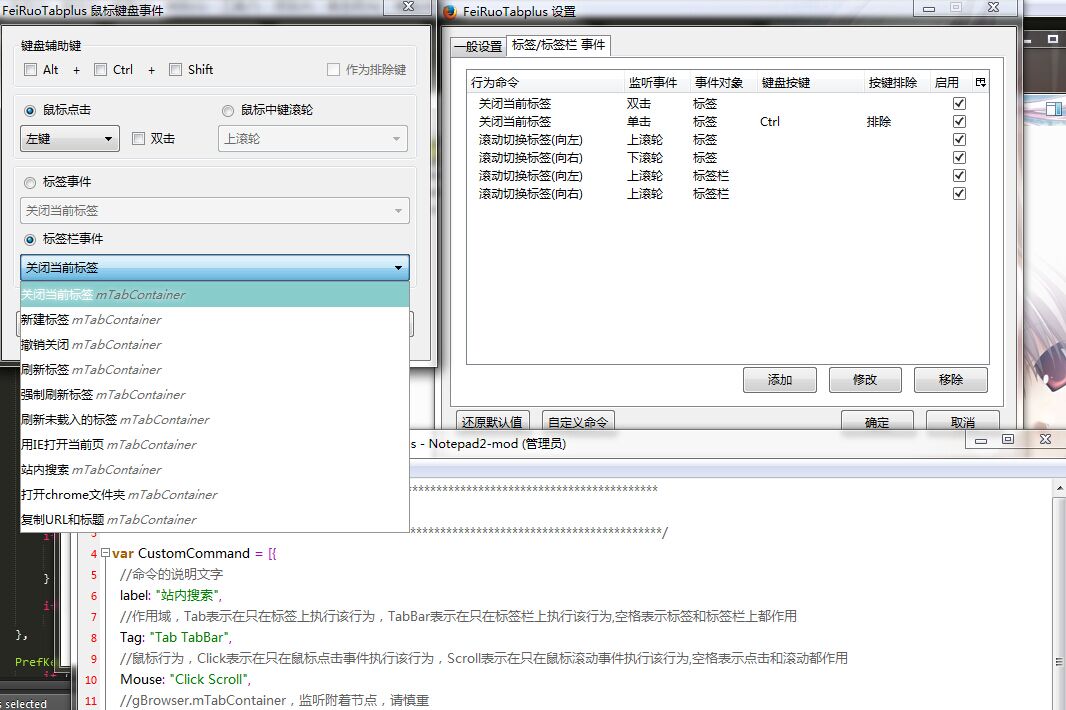 FeiRuoTabplus 鼠标键盘事件
键盘辅助键
Alt + Ctrl + Shift 作为排除键
鼠标点击 鼠标中键滚轮
左键 双击 上滚轮
标签事件
关闭当前标签
标签栏事件
关闭当前标签
关闭当前标签 mTabContainer
新建标签 mTabContainer
撤销关闭 mTabContainer
刷新标签 mTabContainer
强制刷新标签 mTabContainer
刷新未载入的标签 mTabContainer
用IE打开当前页 mTabContainer
站内搜索 mTabContainer
打开chrome文件夹 mTabContainer
复制URL和标题 mTabContainer
FeiRuoTabplus 设置
一般设置 标签/标签栏 事件
行为命令 监听事件 事件对象 键盘按键 按键排除 启用
关闭当前标签 双击 标签
关闭当前标签 单击 标签 Ctrl 排除
滚动切换标签(向左) 上滚轮 标签
滚动切换标签(向右) 下滚轮 标签
滚动切换标签(向左) 上滚轮 标签栏
滚动切换标签(向右) 上滚轮 标签栏
添加 修改 移除
还原默认值 自定义命令 确定 取消
s - Notepad2-mod (管理员)
3 */
4 var CustomCommand = [{
5 //命令的说明文字
6 label: "站内搜索",
7 //作用域，Tab表示在只在标签上执行该行为，TabBar表示在只在标签栏上执行该行为,空格表示标签和标签栏上都作用
8 Tag: "Tab TabBar",
9 //鼠标行为，Click表示在只在鼠标点击事件执行该行为，Scroll表示在只在鼠标滚动事件执行该行为,空格表示点击和滚动都作用
10 Mouse: "Click Scroll",
11 //gBrowser.mTabContainer，监听附着节点，请慎重
}
},
PrefK
s selected